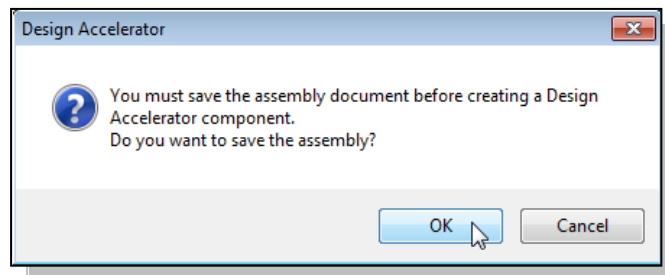 Design Accelerator
You must save the assembly document before creating a Design
Accelerator component.
Do you want to save the assembly?
OK
Cancel